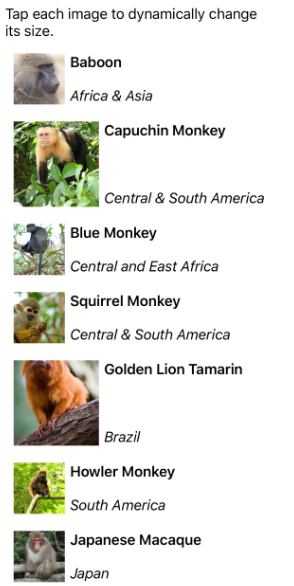 Tap each image to dynamically change
its size.
Baboon
Africa & Asia
Capuchin Monkey
Central & South America
Blue Monkey
Central and East Africa
Squirrel Monkey
Central & South America
Golden Lion Tamarin
Brazil
Howler Monkey
South America
Japanese Macaque
Japan